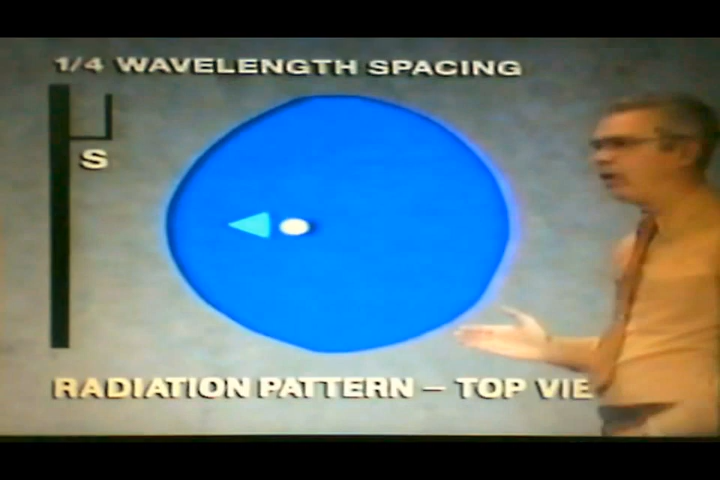 1/4 WAVELENGTH SPACING
S
RADIATION PATTERN – TOP VIE